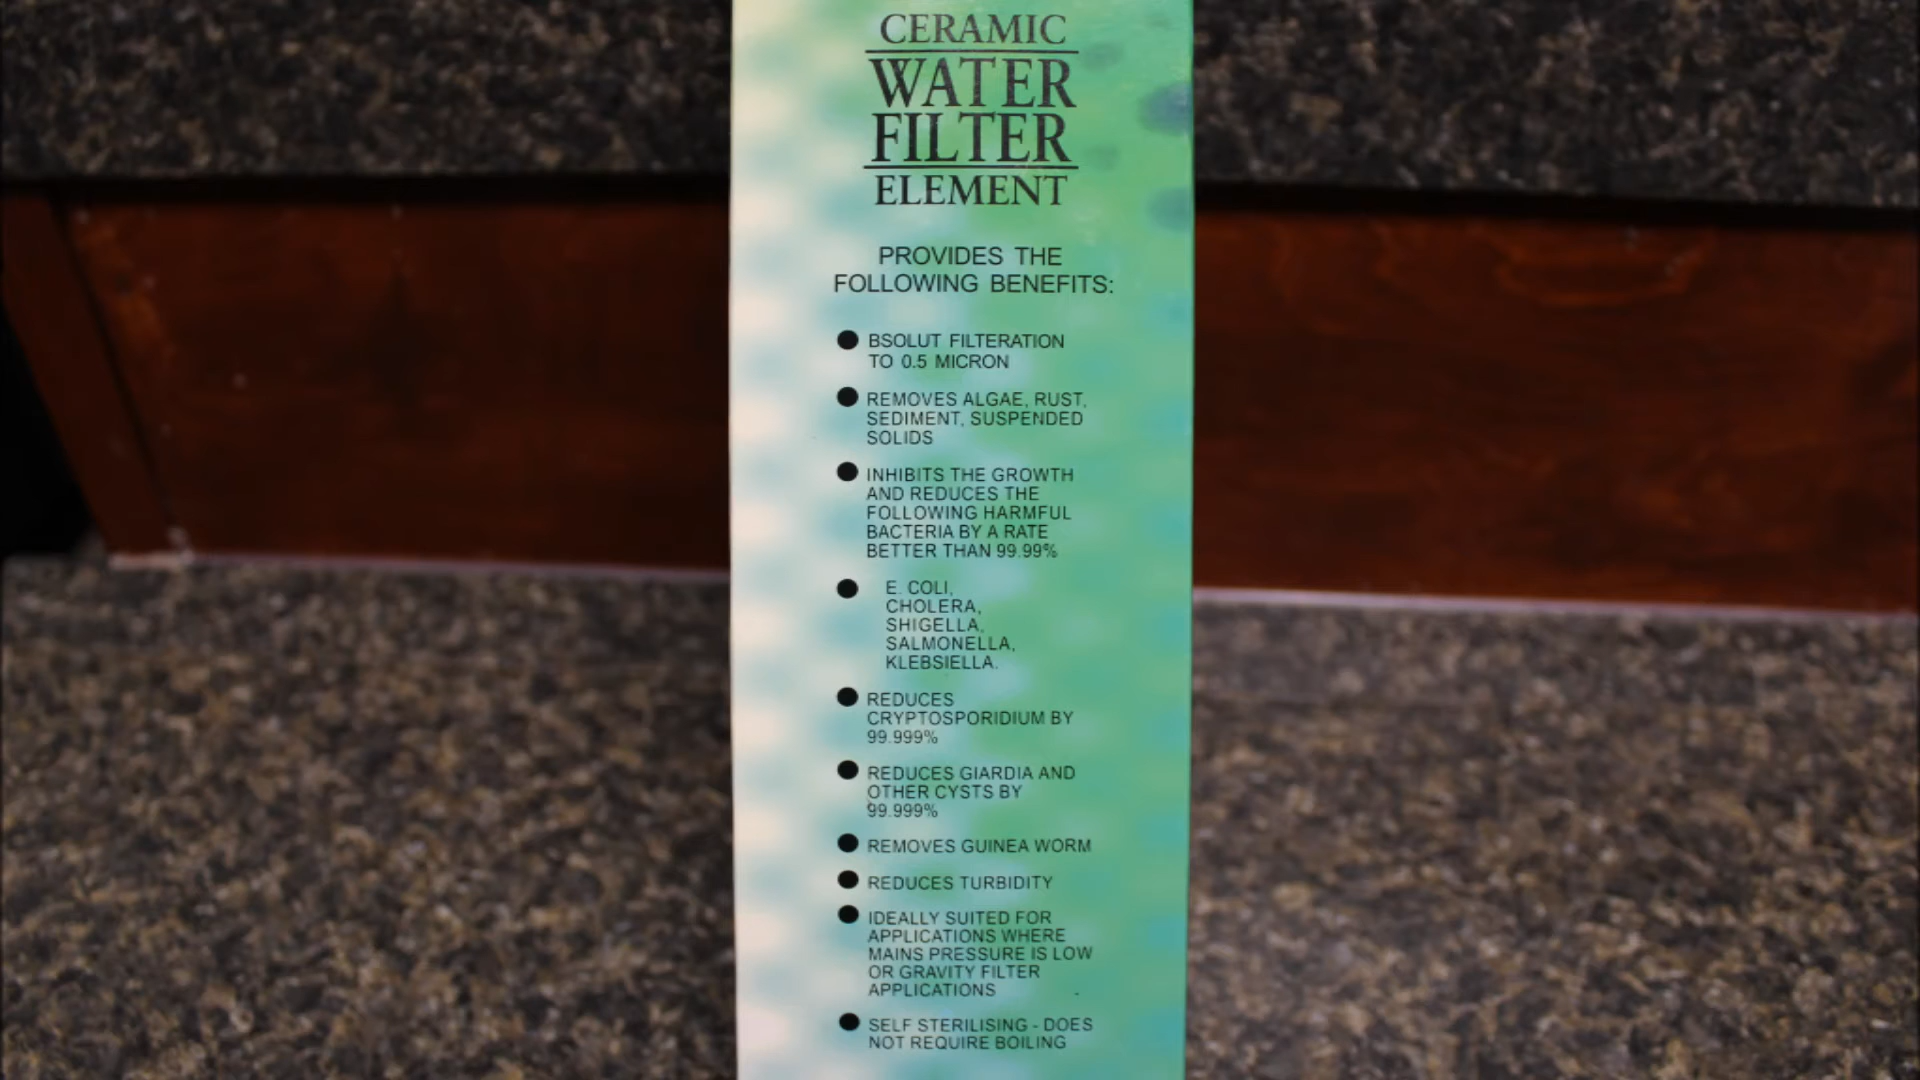 CERAMIC
WATER
FILTER
ELEMENT
PROVIDES THE
FOLLOWING BENEFITS:
● BSOLUT FILTERATION
TO 0.5 MICRON
● REMOVES ALGAE, RUST,
SEDIMENT, SUSPENDED
SOLIDS
● INHIBITS THE GROWTH
AND REDUCES THE
FOLLOWING HARMFUL
BACTERIA BY A RATE
BETTER THAN 99.99%
● E. COLI,
CHOLERA,
SHIGELLA,
SALMONELLA,
KLEBSIELLA.
● REDUCES
CRYPTOSPORIDIUM BY
99.999%
● REDUCES GIARDIA AND
OTHER CYSTS BY
99.999%
● REMOVES GUINEA WORM
● REDUCES TURBIDITY
● IDEALLY SUITED FOR
APPLICATIONS WHERE
MAINS PRESSURE IS LOW
OR GRAVITY FILTER
APPLICATIONS
● SELF STERILISING - DOES
NOT REQUIRE BOILING